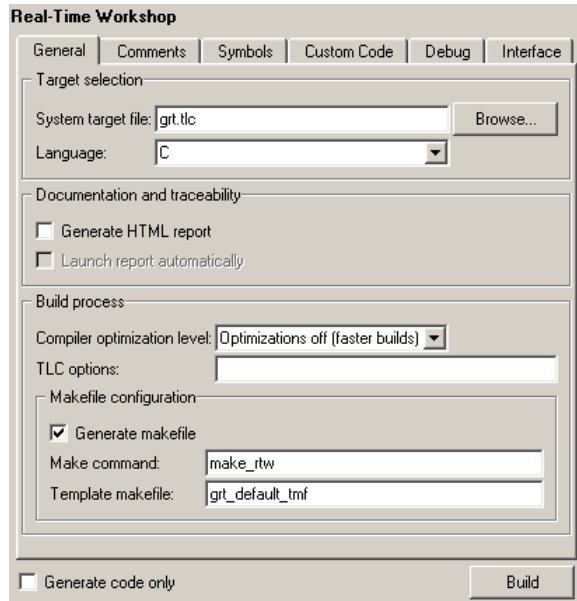 Real-Time Workshop
General Comments Symbols Custom Code Debug Interface
Target selection
System target file: grt.tlc Browse...
Language: C
Documentation and traceability
Generate HTML report
Launch report automatically
Build process
Compiler optimization level: Optimizations off (faster builds)
TLC options:
Makefile configuration
Generate makefile
Make command: make_rtw
Template makefile: grt_default_tmf
Generate code only Build